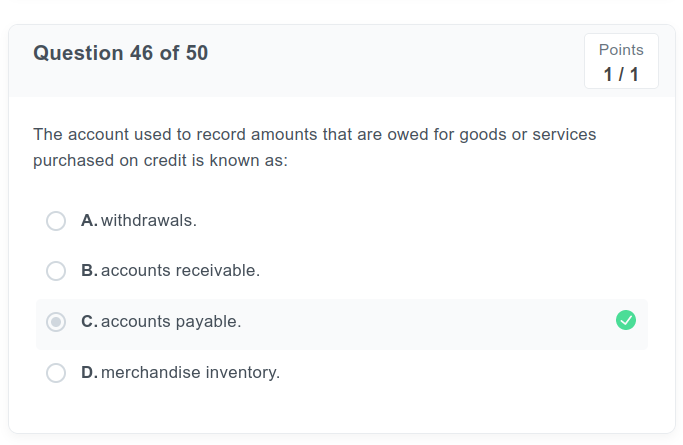 Question 46 of 50
Points
1 / 1
The account used to record amounts that are owed for goods or services
purchased on credit is known as:
A. withdrawals.
B. accounts receivable.
C. accounts payable.
D. merchandise inventory.